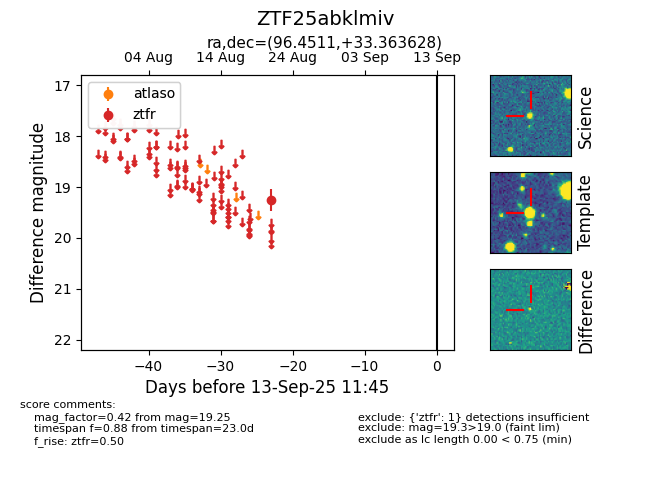 ZTF25abklmiv
ra,dec=(96.4511,+33.363628)
04 Aug 14 Aug 24 Aug 03 Sep 13 Sep
17
18
19
20
21
22
Difference magnitude
atlaso
ztfr
−40 −30 −20 −10 0
Days before 13-Sep-25 11:45
Science
Template
Difference
score comments:
mag_factor=0.42 from mag=19.25
timespan f=0.88 from timespan=23.0d
f_rise: ztfr=0.50
exclude: {'ztfr': 1} detections insufficient
exclude: mag=19.3>19.0 (faint lim)
exclude as lc length 0.00 < 0.75 (min)